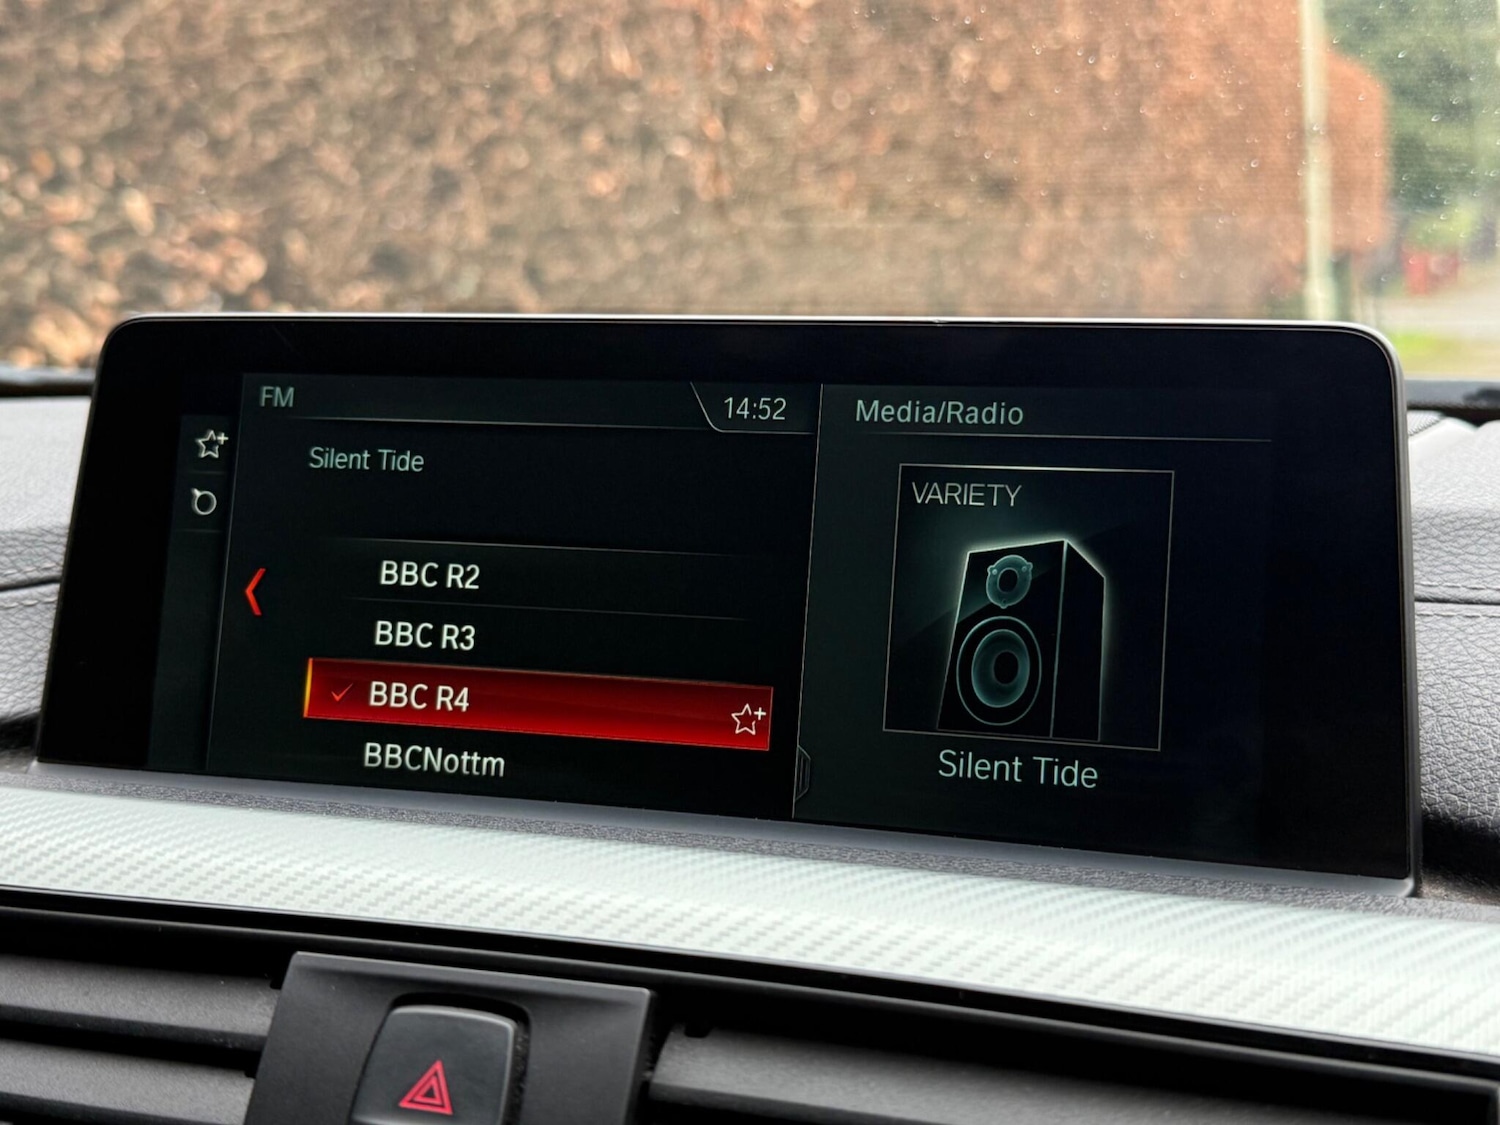 FM
14:52
Silent Tide
BBC R2
BBC R3
BBC R4
BBCNottm
Media/Radio
VARIETY
Silent Tide